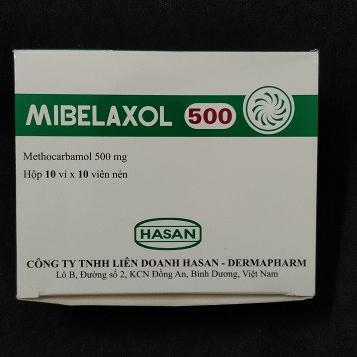 MIBELAXOL 500
Methocarbamol 500 mg
Hộp 10 vỉ x 10 viên nén
HASAN
CÔNG TY TNHH LIÊN DOANH HASAN - DERMAPHARM
Lô B, Đường số 2, KCN Đồng An, Bình Dương, Việt Nam